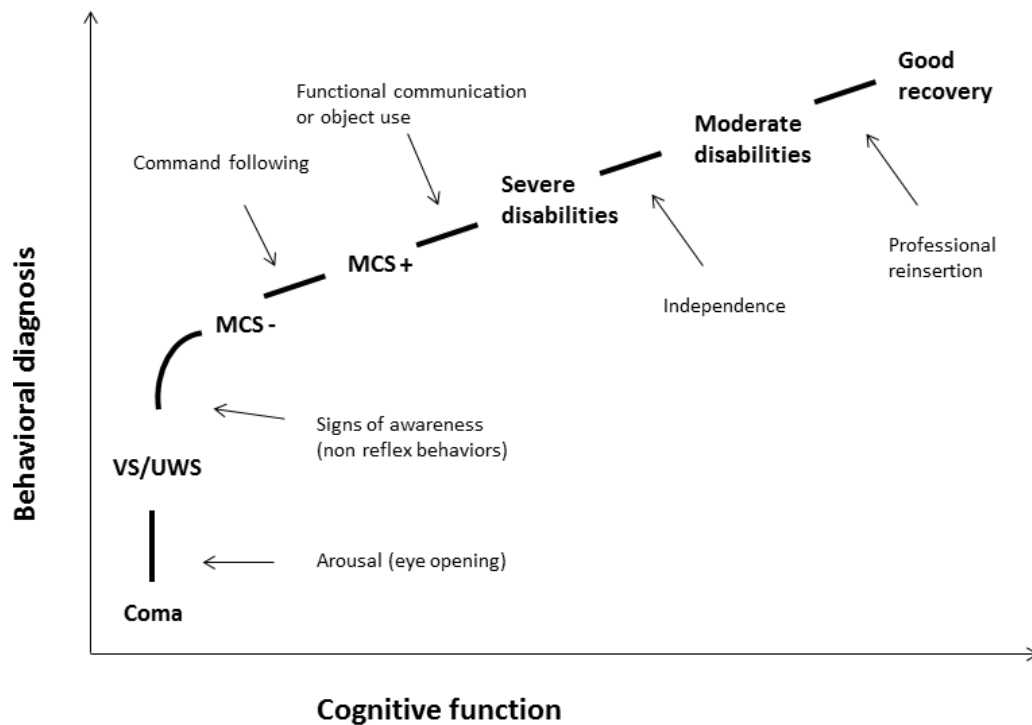 Good
recovery
Functional communication
or object use
Moderate
disabilities
Command following
Severe
disabilities
Professional
reinsertion
MCS +
Independence
MCS -
Signs of awareness
(non reflex behaviors)
VS/UWS
Arousal (eye opening)
Coma
Behavioral diagnosis
Cognitive function